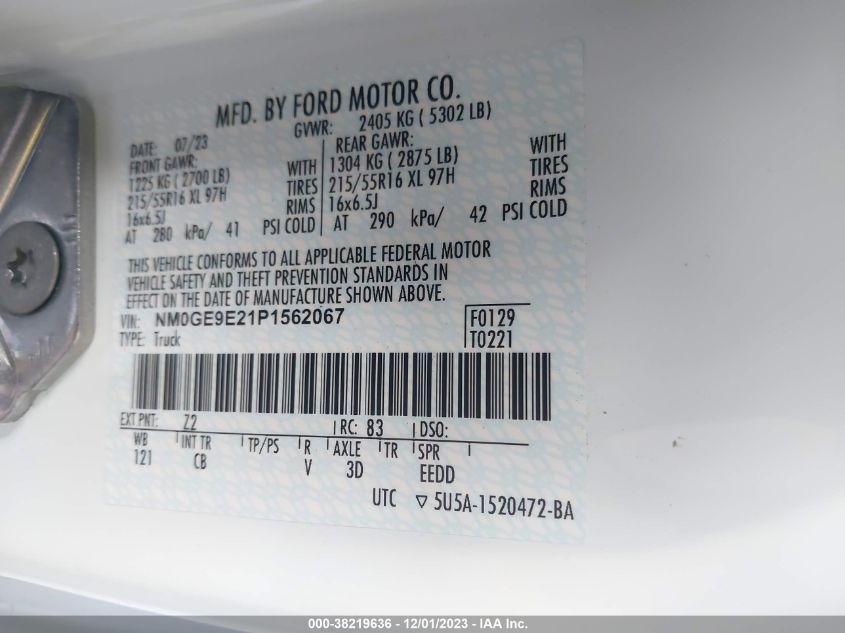 MFD. BY FORD MOTOR CO.
DATE: 07/23 GVWR: 2405 KG ( 5302 LB)
FRONT GAWR: REAR GAWR:
1225 KG ( 2700 LB) WITH 1304 KG ( 2875 LB) WITH
215/55R16 XL 97H TIRES 215/55R16 XL 97H TIRES
16x6.5J RIMS 16x6.5J RIMS
AT 280 kPa/ 41 PSI COLD AT 290 kPa/ 42 PSI COLD
THIS VEHICLE CONFORMS TO ALL APPLICABLE FEDERAL MOTOR
VEHICLE SAFETY AND THEFT PREVENTION STANDARDS IN
EFFECT ON THE DATE OF MANUFACTURE SHOWN ABOVE.
VIN: NM0GE9E21P1562067 F0129
TYPE: Truck T0221
EXT PNT: Z2 RC: 83 DSO:
WB INT TR TP/PS R AXLE TR SPR
121 CB V 3D EEDD
UTC ▽ 5U5A-1520472-BA
000-38219636 - 12/01/2023 - IAA Inc.